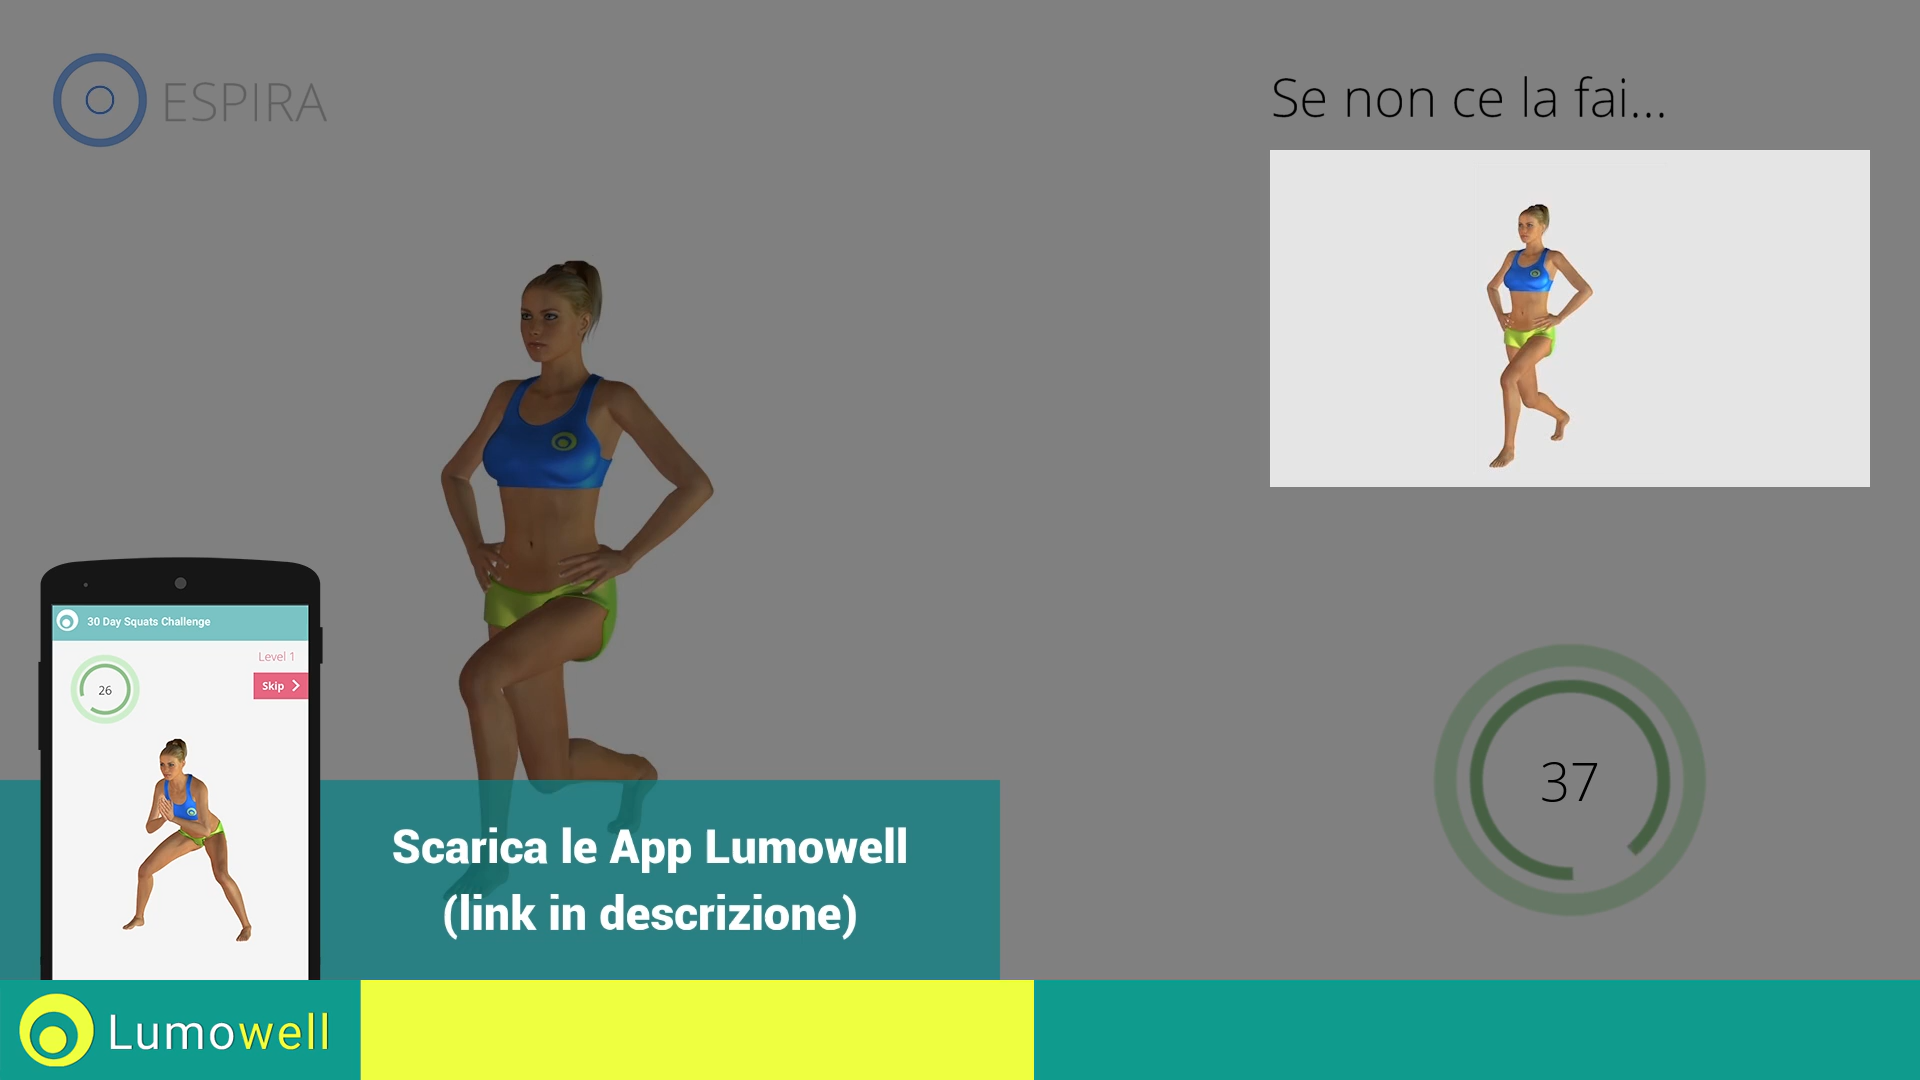 ESPIRA
Se non ce la fai...
30 Day Squats Challenge
Level 1
26
Skip
37
Scarica le App Lumowell
(link in descrizione)
Lumowell